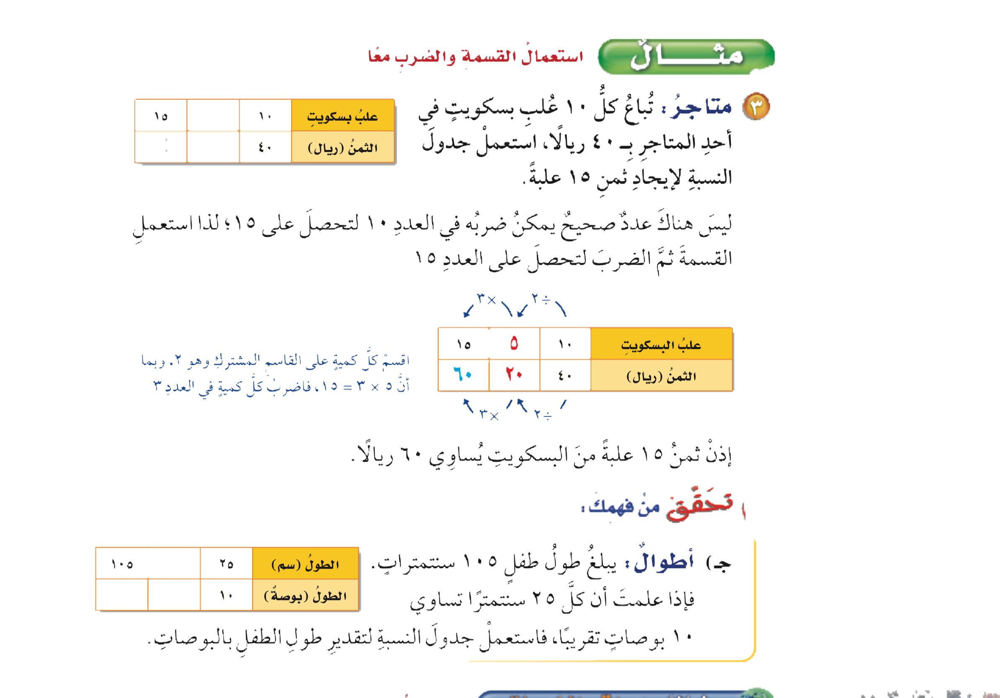 مثـــالٌ
استعمالُ القسمةِ والضربِ معًا
٣
متاجرُ: تُباعُ كلُّ ١٠ عُلبِ بسكويتٍ في
أحدِ المتاجرِ بِـ ٤٠ ريالًا، استعملْ جدولَ
النسبةِ لإيجادِ ثمنِ ١٥ علبةً.
علبُ بسكويتٍ ١٠ ١٥
الثمنُ (ريال) ٤٠
ليسَ هناكَ عددٌ صحيحٌ يمكنُ ضربُه في العددِ ١٠ لتحصلَ على ١٥؛ لذا استعملِ
القسمةَ ثمَّ الضربَ لتحصلَ على العددِ ١٥
÷٢ ×٣
علبُ البسكويتِ ١٠ ٥ ١٥
الثمنُ (ريال) ٤٠ ٢٠ ٦٠
÷٢ ×٣
اقسمْ كلَّ كميةٍ على القاسمِ المشتركِ وهو ٢. وبما
أنَّ ٥ × ٣ = ١٥، فاضربْ كلَّ كميةٍ في العددِ ٣
إذنْ ثمنُ ١٥ علبةً منَ البسكويتِ يُساوِي ٦٠ ريالًا.
تَحَقَّقْ منْ فهمِكَ:
جـ) أطوالٌ: يبلغُ طولُ طفلٍ ١٠٥ سنتمتراتٍ.
فإذا علمتَ أن كلَّ ٢٥ سنتمترًا تساوي
١٠ بوصاتٍ تقريبًا، فاستعملْ جدولَ النسبةِ لتقديرِ طولِ الطفلِ بالبوصاتِ.
الطولُ (سم) ٢٥ ١٠٥
الطولُ (بوصةٌ) ١٠